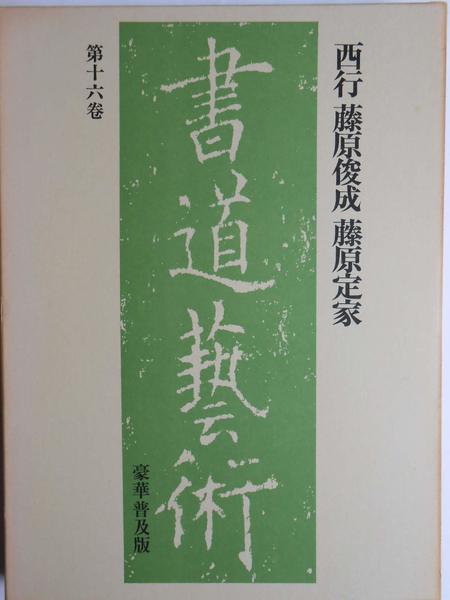 西行 藤原俊成 藤原定家
書道藝術
豪華普及版
第十六巻